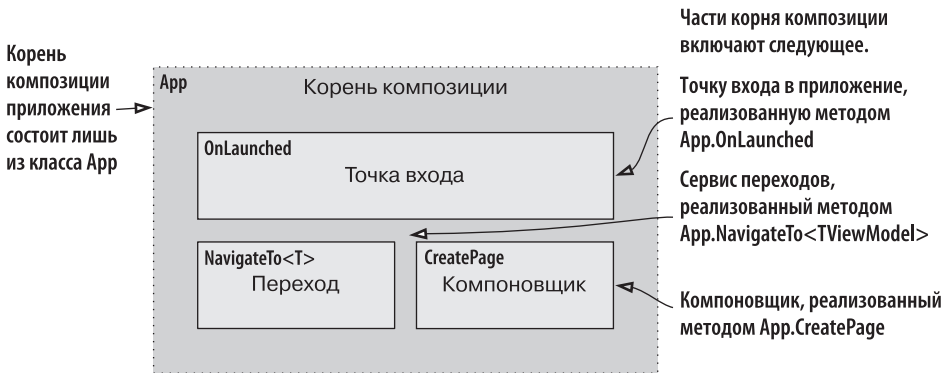 Корень
композиции
приложения
состоит лишь
из класса App
App
Корень композиции
OnLaunched
Точка входа
NavigateTo<T>
Переход
CreatePage
Компоновщик
Части корня композиции
включают следующее.
Точку входа в приложение,
реализованную методом
App.OnLaunched
Сервис переходов,
реализованный методом
App.NavigateTo<TViewModel>
Компоновщик, реализованный
методом App.CreatePage